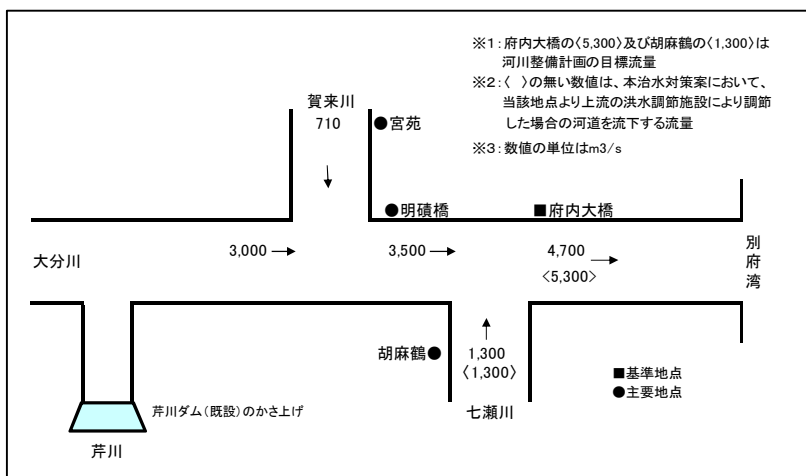 ※1：府内大橋の〈5,300〉及び胡麻鶴の〈1,300〉は
河川整備計画の目標流量
※2：〈　〉の無い数値は、本治水対策案において、
当該地点より上流の洪水調節施設により調節
した場合の河道を流下する流量
※3：数値の単位はm3/s
賀来川
710
●宮苑
●明磧橋
■府内大橋
大分川
3,000
3,500
4,700
〈5,300〉
別府湾
胡麻鶴●
1,300
〈1,300〉
■基準地点
●主要地点
芹川ダム（既設）のかさ上げ
七瀬川
芹川